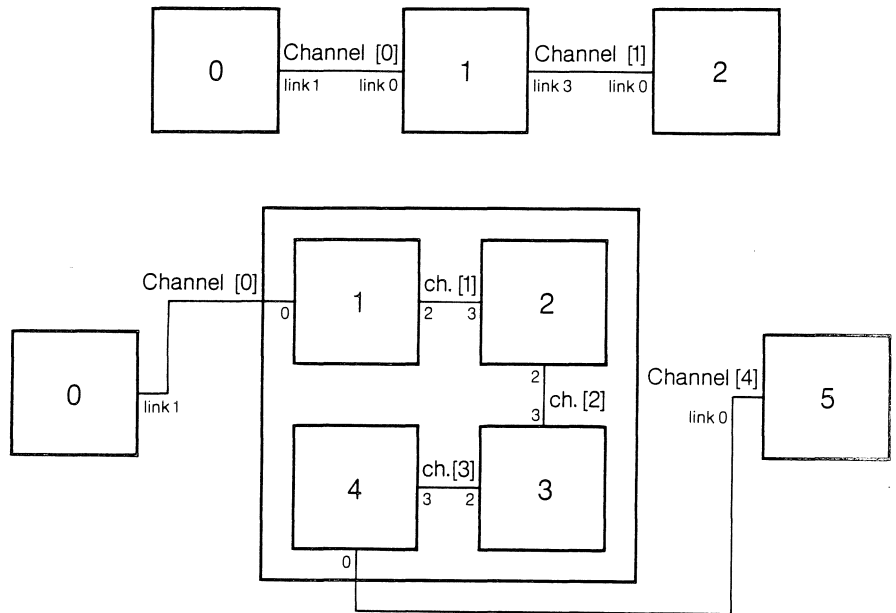 Channel [0]
Channel [1]
0
1
2
link 1
link 0
link 3
link 0
Channel [0]
1
ch. [1]
2
0
2
3
0
link 1
2
ch. [2]
3
Channel [4]
link 0
5
4
ch.[3]
3
3
2
0